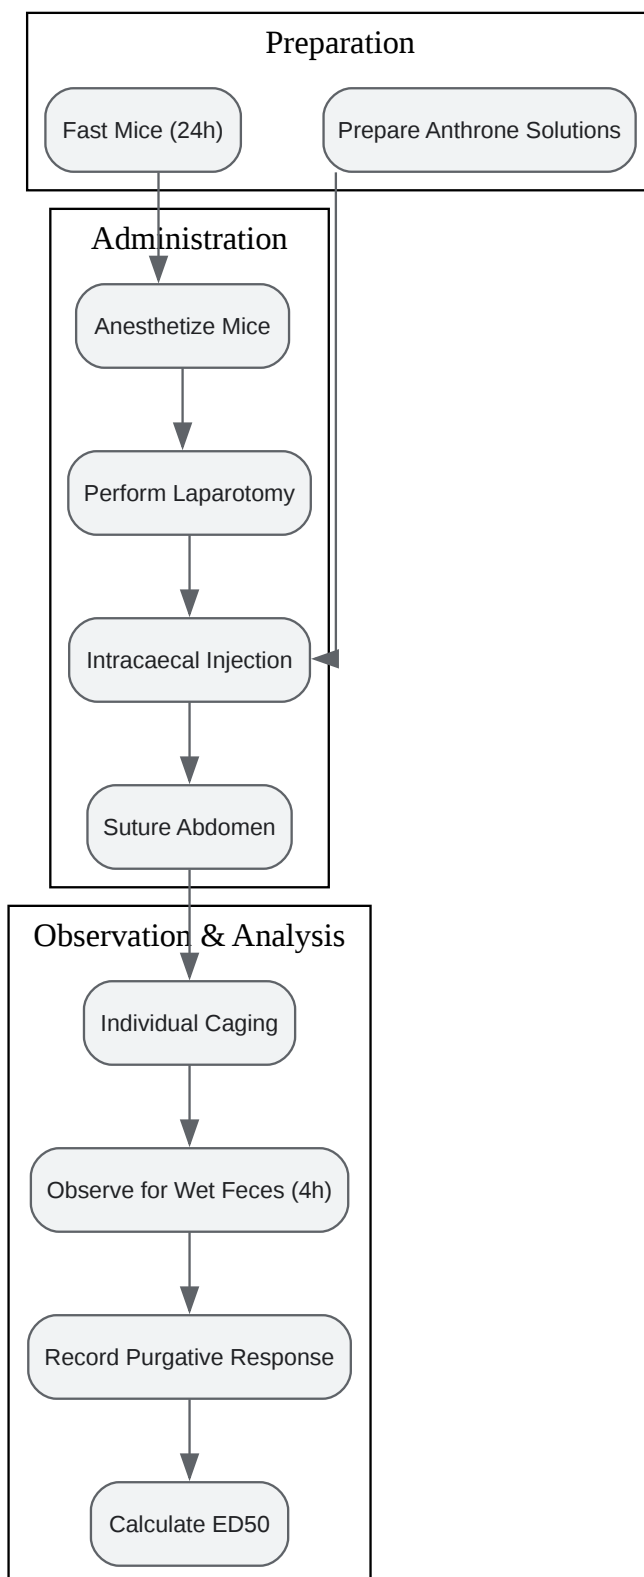 Preparation
Fast Mice (24h)
Prepare Anthrone Solutions
Administration
Anesthetize Mice
Perform Laparotomy
Intracaecal Injection
Suture Abdomen
Observation & Analysis
Individual Caging
Observe for Wet Feces (4h)
Record Purgative Response
Calculate ED50